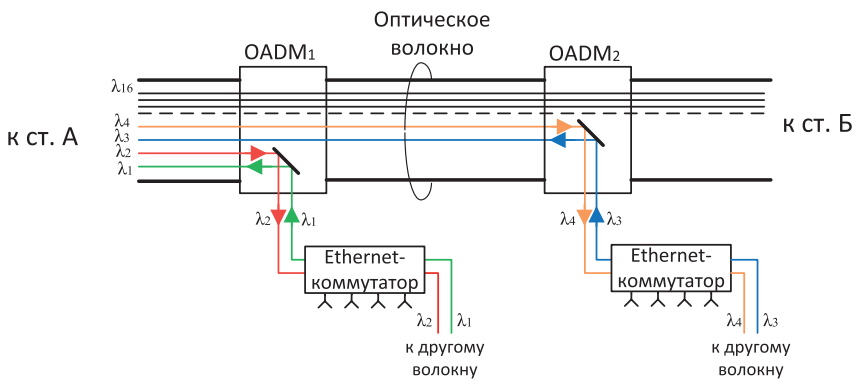 Оптическое
волокно
OADM1
OADM2
λ16
λ4
λ3
λ2
λ1
к ст. А
к ст. Б
λ2 λ1
λ4 λ3
Ethernet-
коммутатор
Ethernet-
коммутатор
λ2 λ1
λ4 λ3
к другому
волокну
к другому
волокну